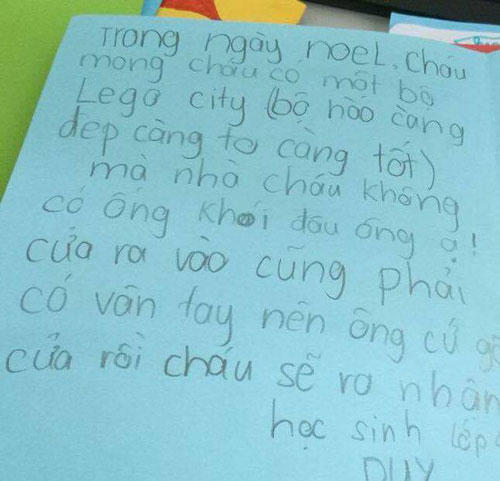 Trong ngày noel, cháu
mong cháu có một bộ
Lego city (bộ nào càng
đẹp càng to càng tốt)
mà nhà cháu không
có ống khói đâu ông ạ!
cửa ra vào cũng phải
có vân tay nên ông cứ gõ
cửa rồi cháu sẽ ra nhận
học sinh lớp
DUY